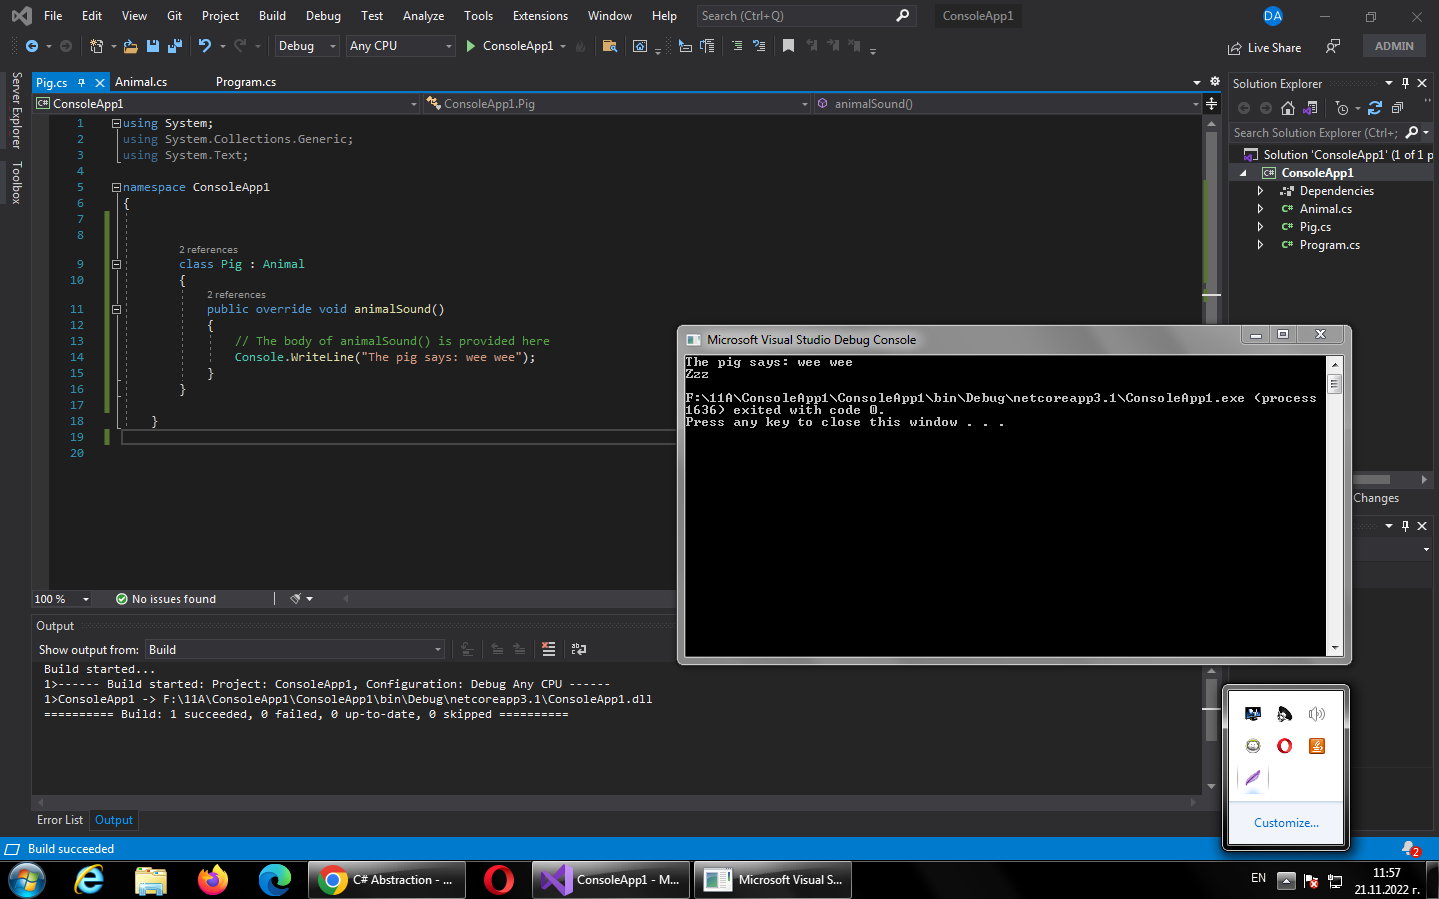 File Edit View Git Project Build Debug Test Analyze Tools Extensions Window Help Search (Ctrl+Q) ConsoleApp1 DA
Debug Any CPU ConsoleApp1 Live Share ADMIN
Server Explorer
Toolbox
Pig.cs Animal.cs Program.cs
C# ConsoleApp1 ConsoleApp1.Pig animalSound()
1 using System;
2 using System.Collections.Generic;
3 using System.Text;
4
5 namespace ConsoleApp1
6 {
7
8
2 references
9 class Pig : Animal
10 {
2 references
11 public override void animalSound()
12 {
13 // The body of animalSound() is provided here
14 Console.WriteLine("The pig says: wee wee");
15 }
16 }
17
18 }
19
20
100 % No issues found
Output
Show output from: Build
Build started...
1>------ Build started: Project: ConsoleApp1, Configuration: Debug Any CPU ------
1>ConsoleApp1 -> F:\11A\ConsoleApp1\ConsoleApp1\bin\Debug\netcoreapp3.1\ConsoleApp1.dll
========== Build: 1 succeeded, 0 failed, 0 up-to-date, 0 skipped ==========
Error List Output
Build succeeded
Solution Explorer
Search Solution Explorer (Ctrl+;
Solution 'ConsoleApp1' (1 of 1 p
C# ConsoleApp1
Dependencies
C# Animal.cs
C# Pig.cs
C# Program.cs
Changes
Microsoft Visual Studio Debug Console
The pig says: wee wee
Zzz
F:\11A\ConsoleApp1\ConsoleApp1\bin\Debug\netcoreapp3.1\ConsoleApp1.exe (process
1636) exited with code 0.
Press any key to close this window . . .
Customize...
2
C# Abstraction - ... ConsoleApp1 - M... Microsoft Visual S... EN
11:57
21.11.2022 г.